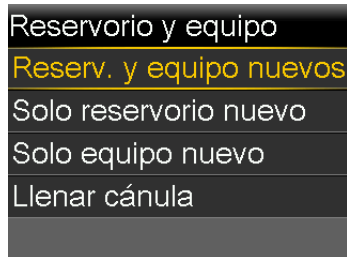 Reservorio y equipo
Reserv. y equipo nuevos
Solo reservorio nuevo
Solo equipo nuevo
Llenar cánula